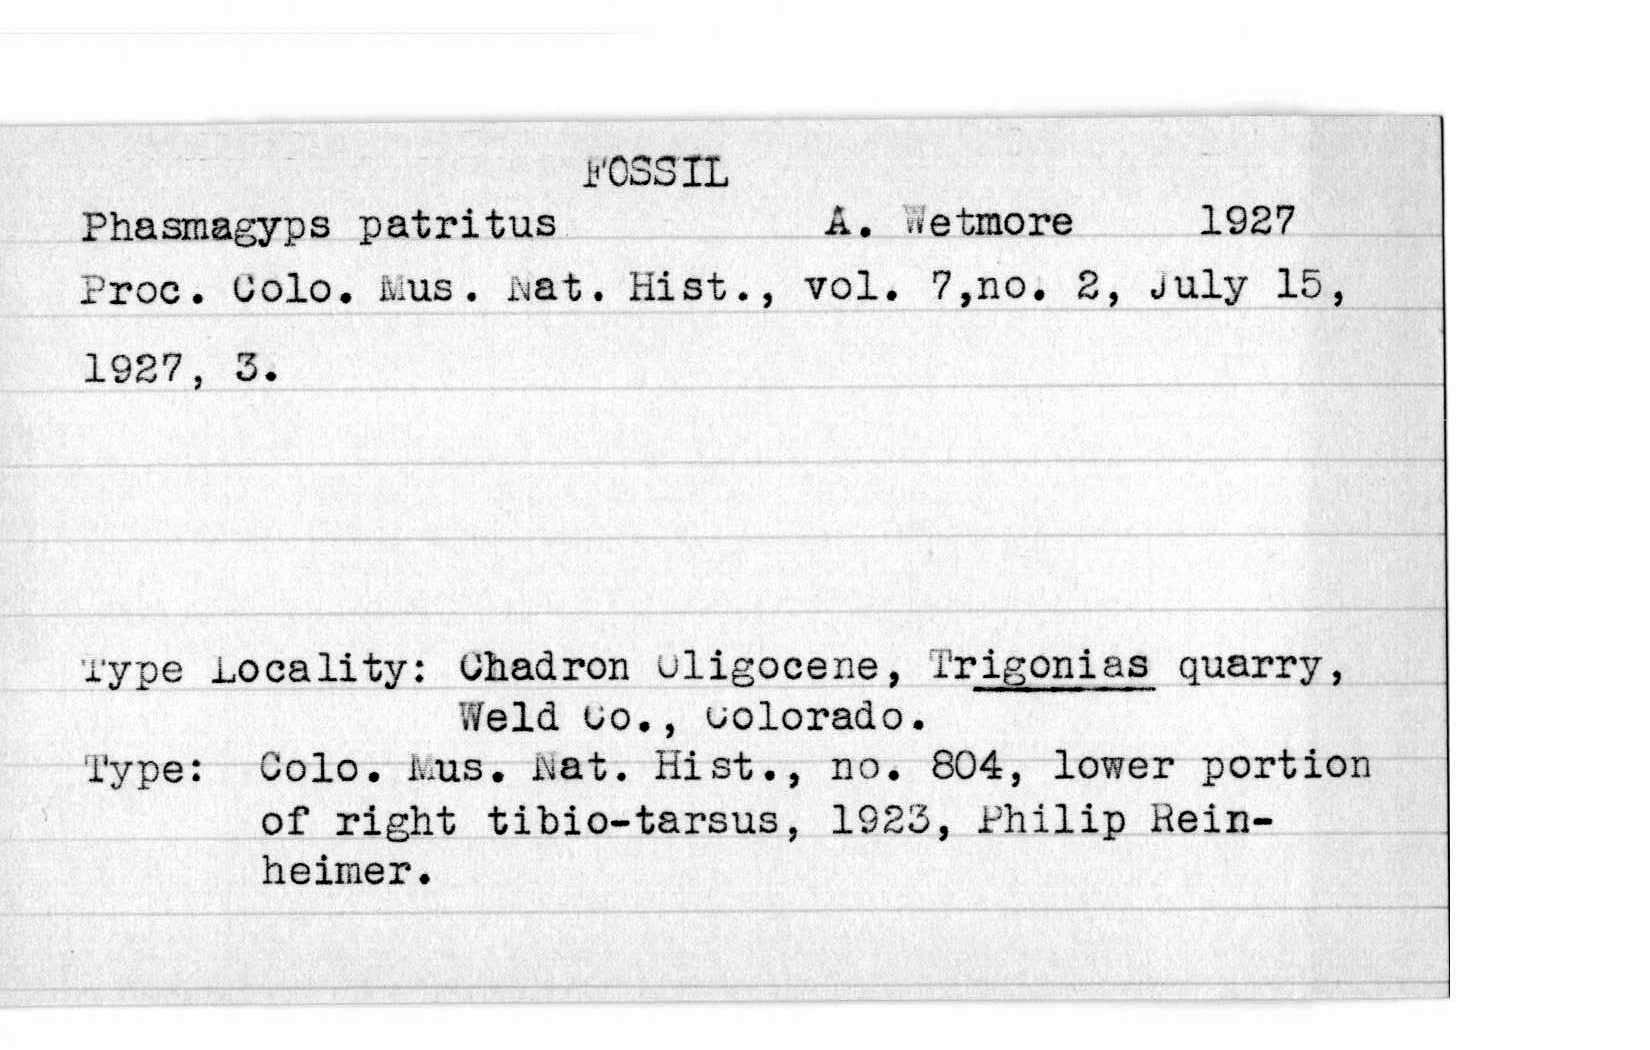 FOSSIL
Phasmagyps patritus A. Wetmore 1927
Proc. Colo. Mus. Nat. Hist., vol. 7,no. 2, July 15,
1927, 3.
Type Locality: Chadron Oligocene, Trigonias quarry,
Weld Co., Colorado.
Type: Colo. Mus. Nat. Hist., no. 804, lower portion
of right tibio-tarsus, 1923, Philip Rein-
heimer.